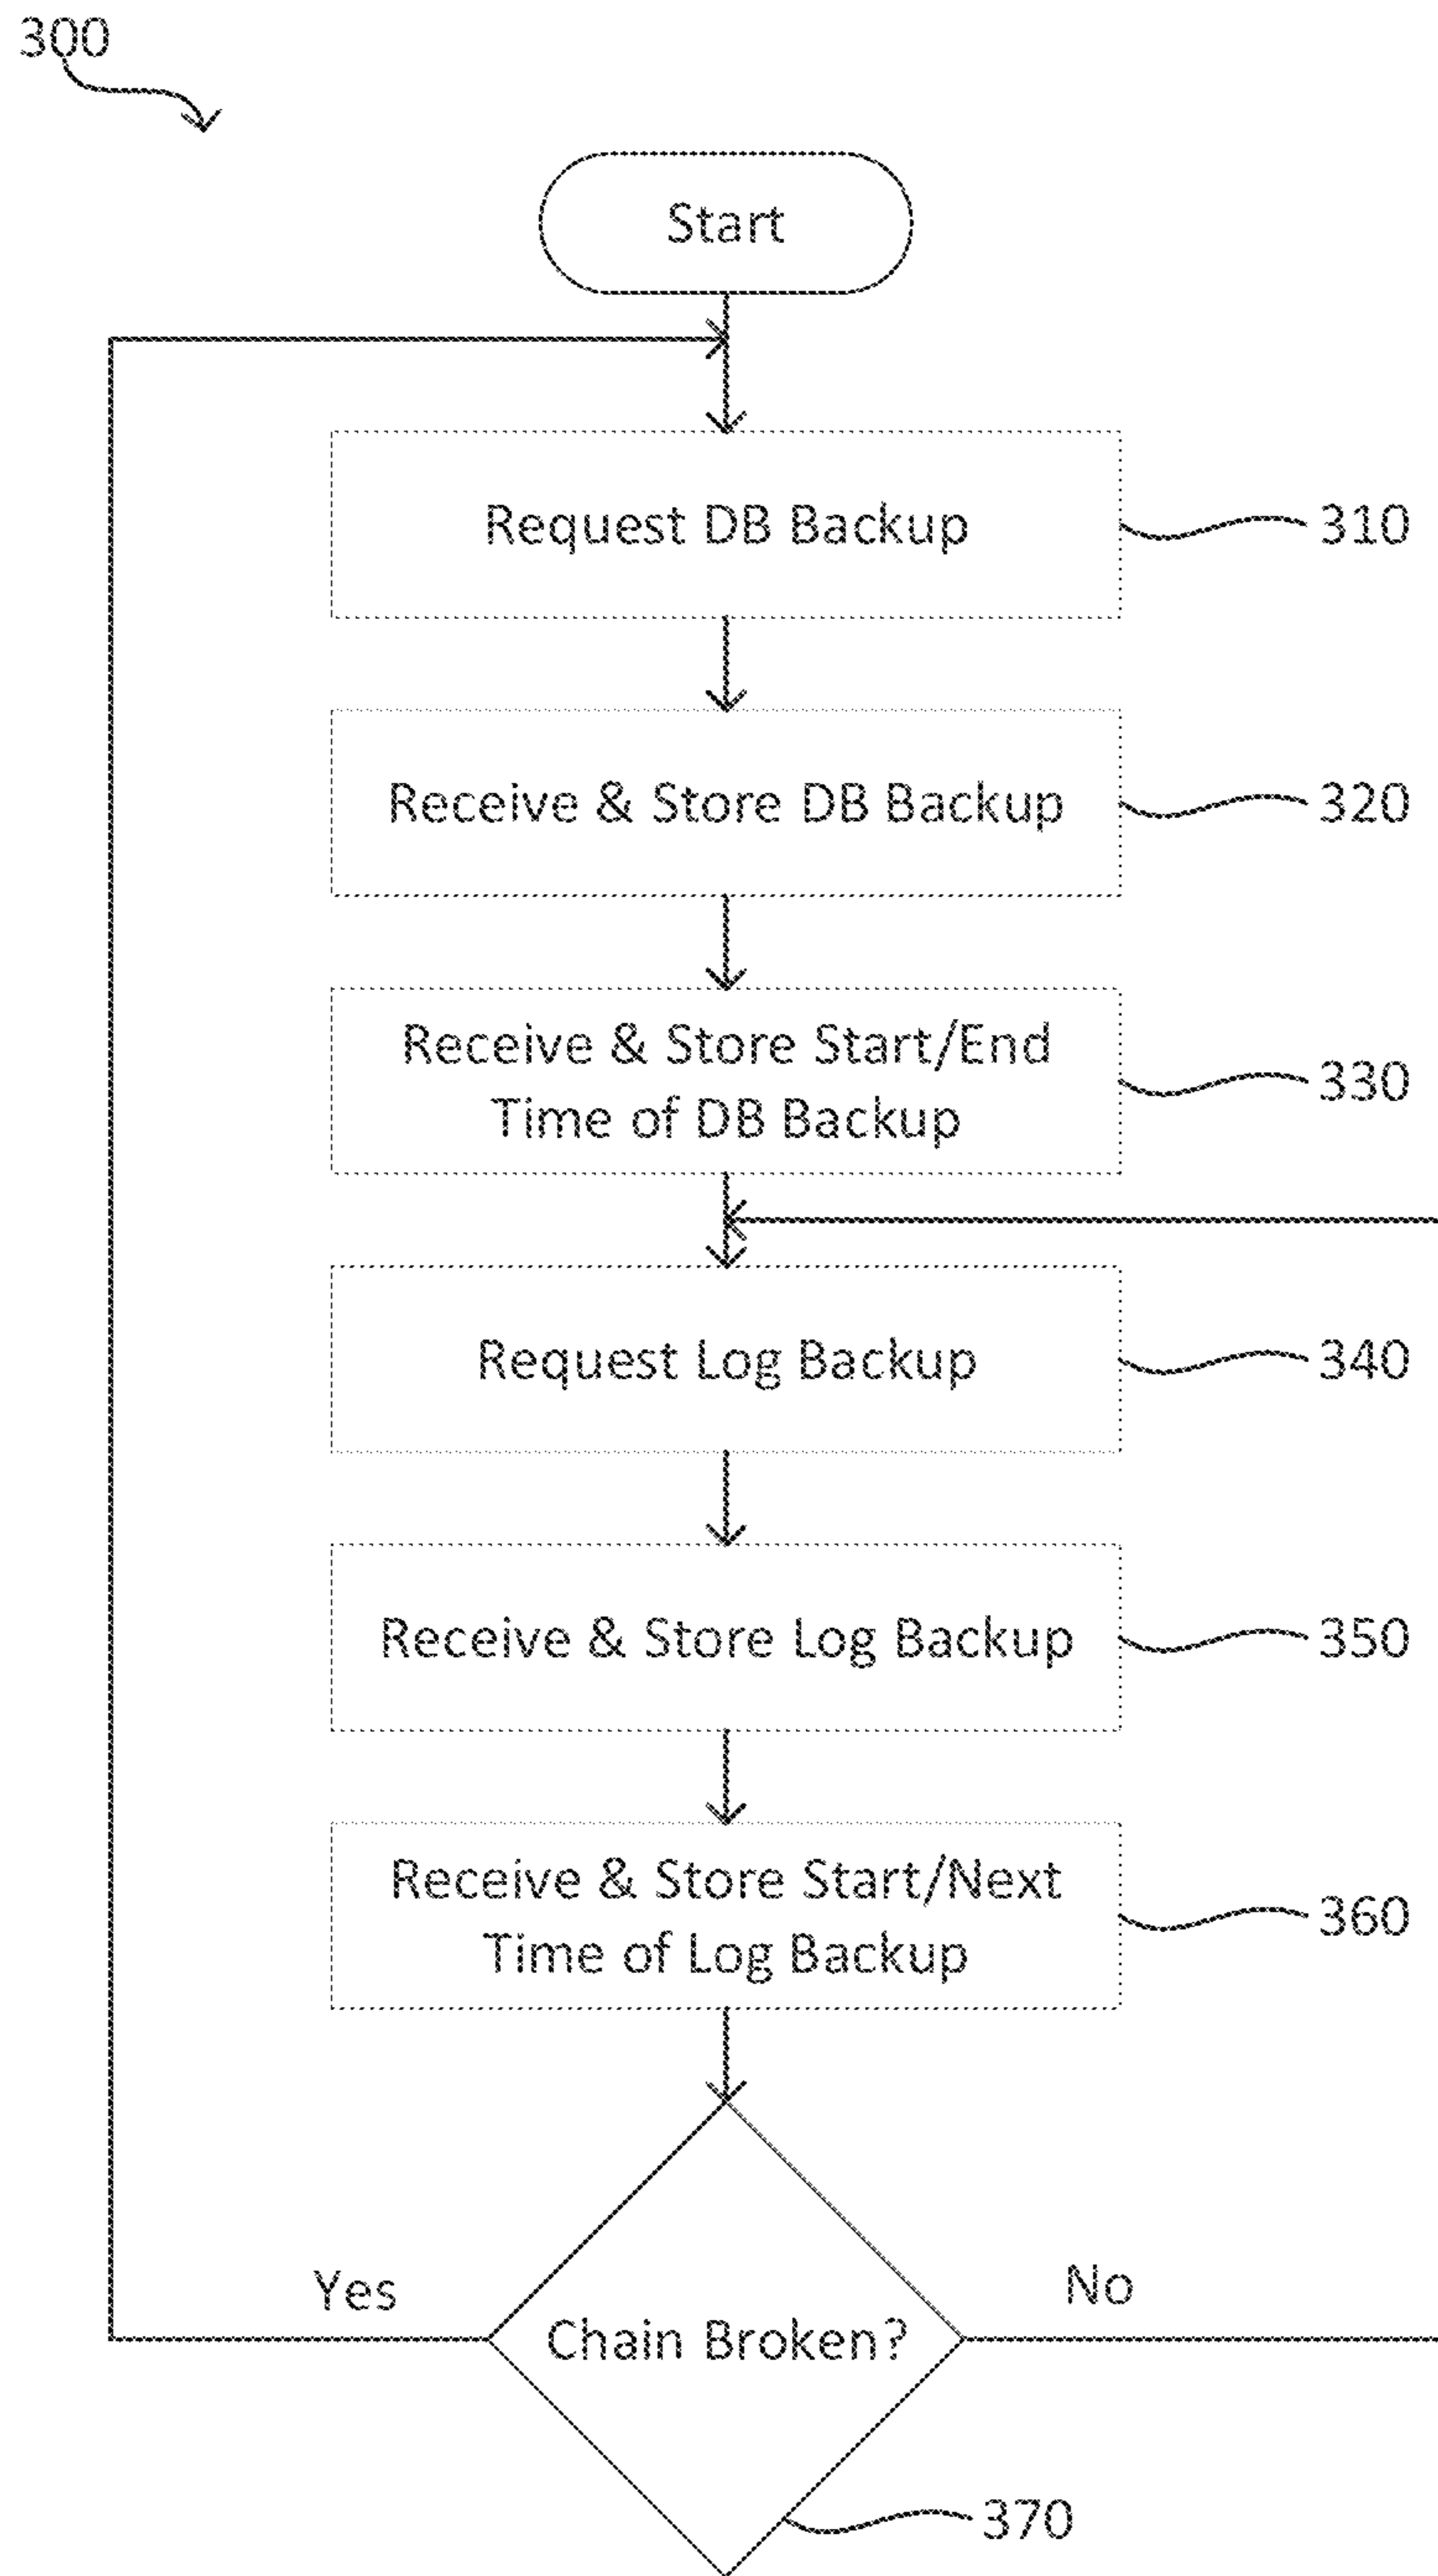 300
Start
Request DB Backup
310
Receive & Store DB Backup
320
Receive & Store Start/End
Time of DB Backup
330
Request Log Backup
340
Receive & Store Log Backup
350
Receive & Store Start/Next
Time of Log Backup
360
Yes
No
Chain Broken?
370